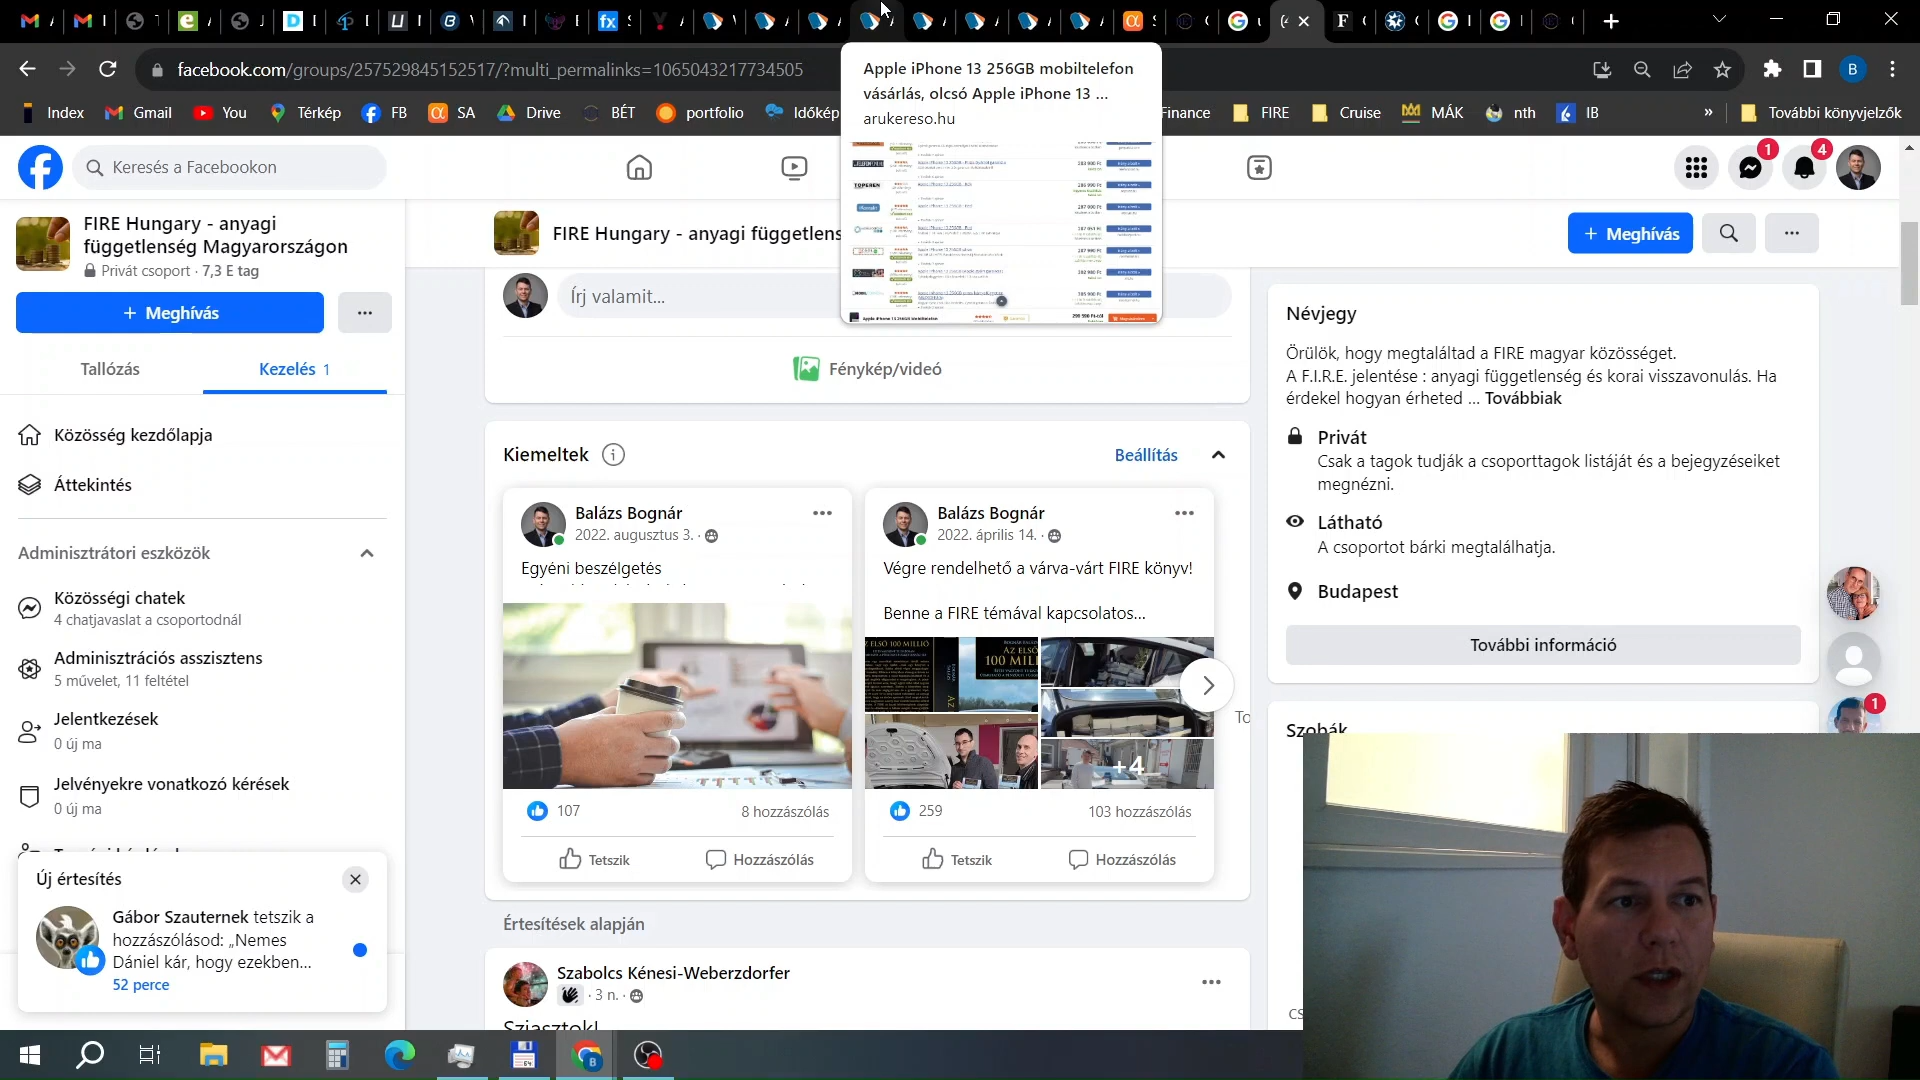 facebook.com/groups/257529845152517/?multi_permalinks=1065043217734505
B
Index
Gmail
You
Térkép
FB
SA
Drive
BÉT
portfolio
Időkép
Finance
FIRE
Cruise
MÁK
nth
IB
»
További könyvjelzők
Apple iPhone 13 256GB mobiltelefon
vásárlás, olcsó Apple iPhone 13 ...
arukereso.hu
Keresés a Facebookon
1
4
FIRE Hungary - anyagi
függetlenség Magyarországon
Privát csoport · 7,3 E tag
+ Meghívás
Tallózás
Kezelés 1
Közösség kezdőlapja
Áttekintés
Adminisztrátori eszközök
Közösségi chatek
4 chatjavaslat a csoportodnál
Adminisztrációs asszisztens
5 művelet, 11 feltétel
Jelentkezések
0 új ma
Jelvényekre vonatkozó kérések
0 új ma
Új értesítés
Gábor Szauternek tetszik a
hozzászólásod: „Nemes
Dániel kár, hogy ezekben...
52 perce
FIRE Hungary - anyagi függetlens
+ Meghívás
Írj valamit...
Fénykép/videó
Kiemeltek
Beállítás
Balázs Bognár
2022. augusztus 3.
Egyéni beszélgetés
107
8 hozzászólás
Tetszik
Hozzászólás
Balázs Bognár
2022. április 14.
Végre rendelhető a várva-várt FIRE könyv!
Benne a FIRE témával kapcsolatos...
+4
259
103 hozzászólás
Tetszik
Hozzászólás
Értesítések alapján
Szabolcs Kénesi-Weberzdorfer
3 n.
Sziasztok!
Névjegy
Örülök, hogy megtaláltad a FIRE magyar közösséget.
A F.I.R.E. jelentése : anyagi függetlenség és korai visszavonulás. Ha
érdekel hogyan érheted ... Továbbiak
Privát
Csak a tagok tudják a csoporttagok listáját és a bejegyzéseiket
megnézni.
Látható
A csoportot bárki megtalálhatja.
Budapest
További információ
1
Szobák